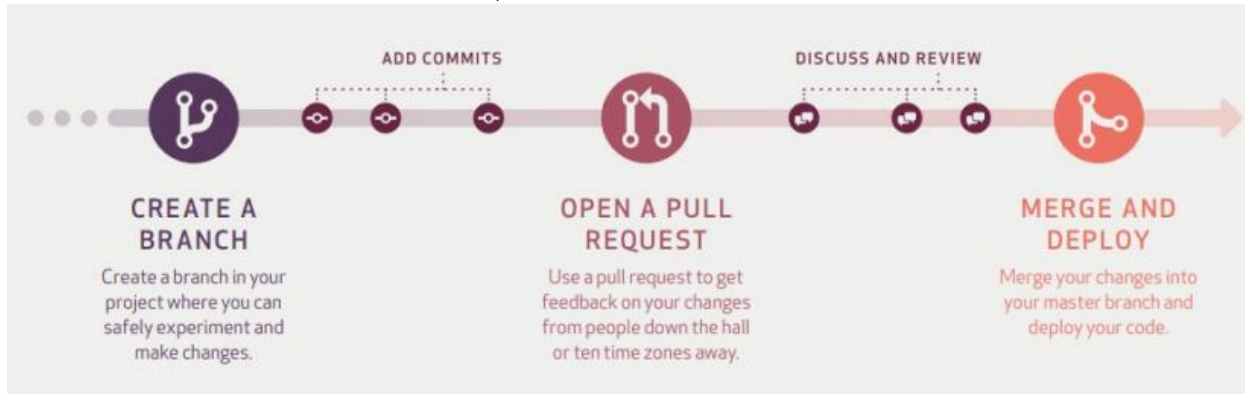 ADD COMMITS
DISCUSS AND REVIEW
CREATE A
BRANCH
Create a branch in your
project where you can
safely experiment and
make changes.
OPEN A PULL
REQUEST
Use a pull request to get
feedback on your changes
from people down the hall
or ten time zones away.
MERGE AND
DEPLOY
Merge your changes into
your master branch and
deploy your code.